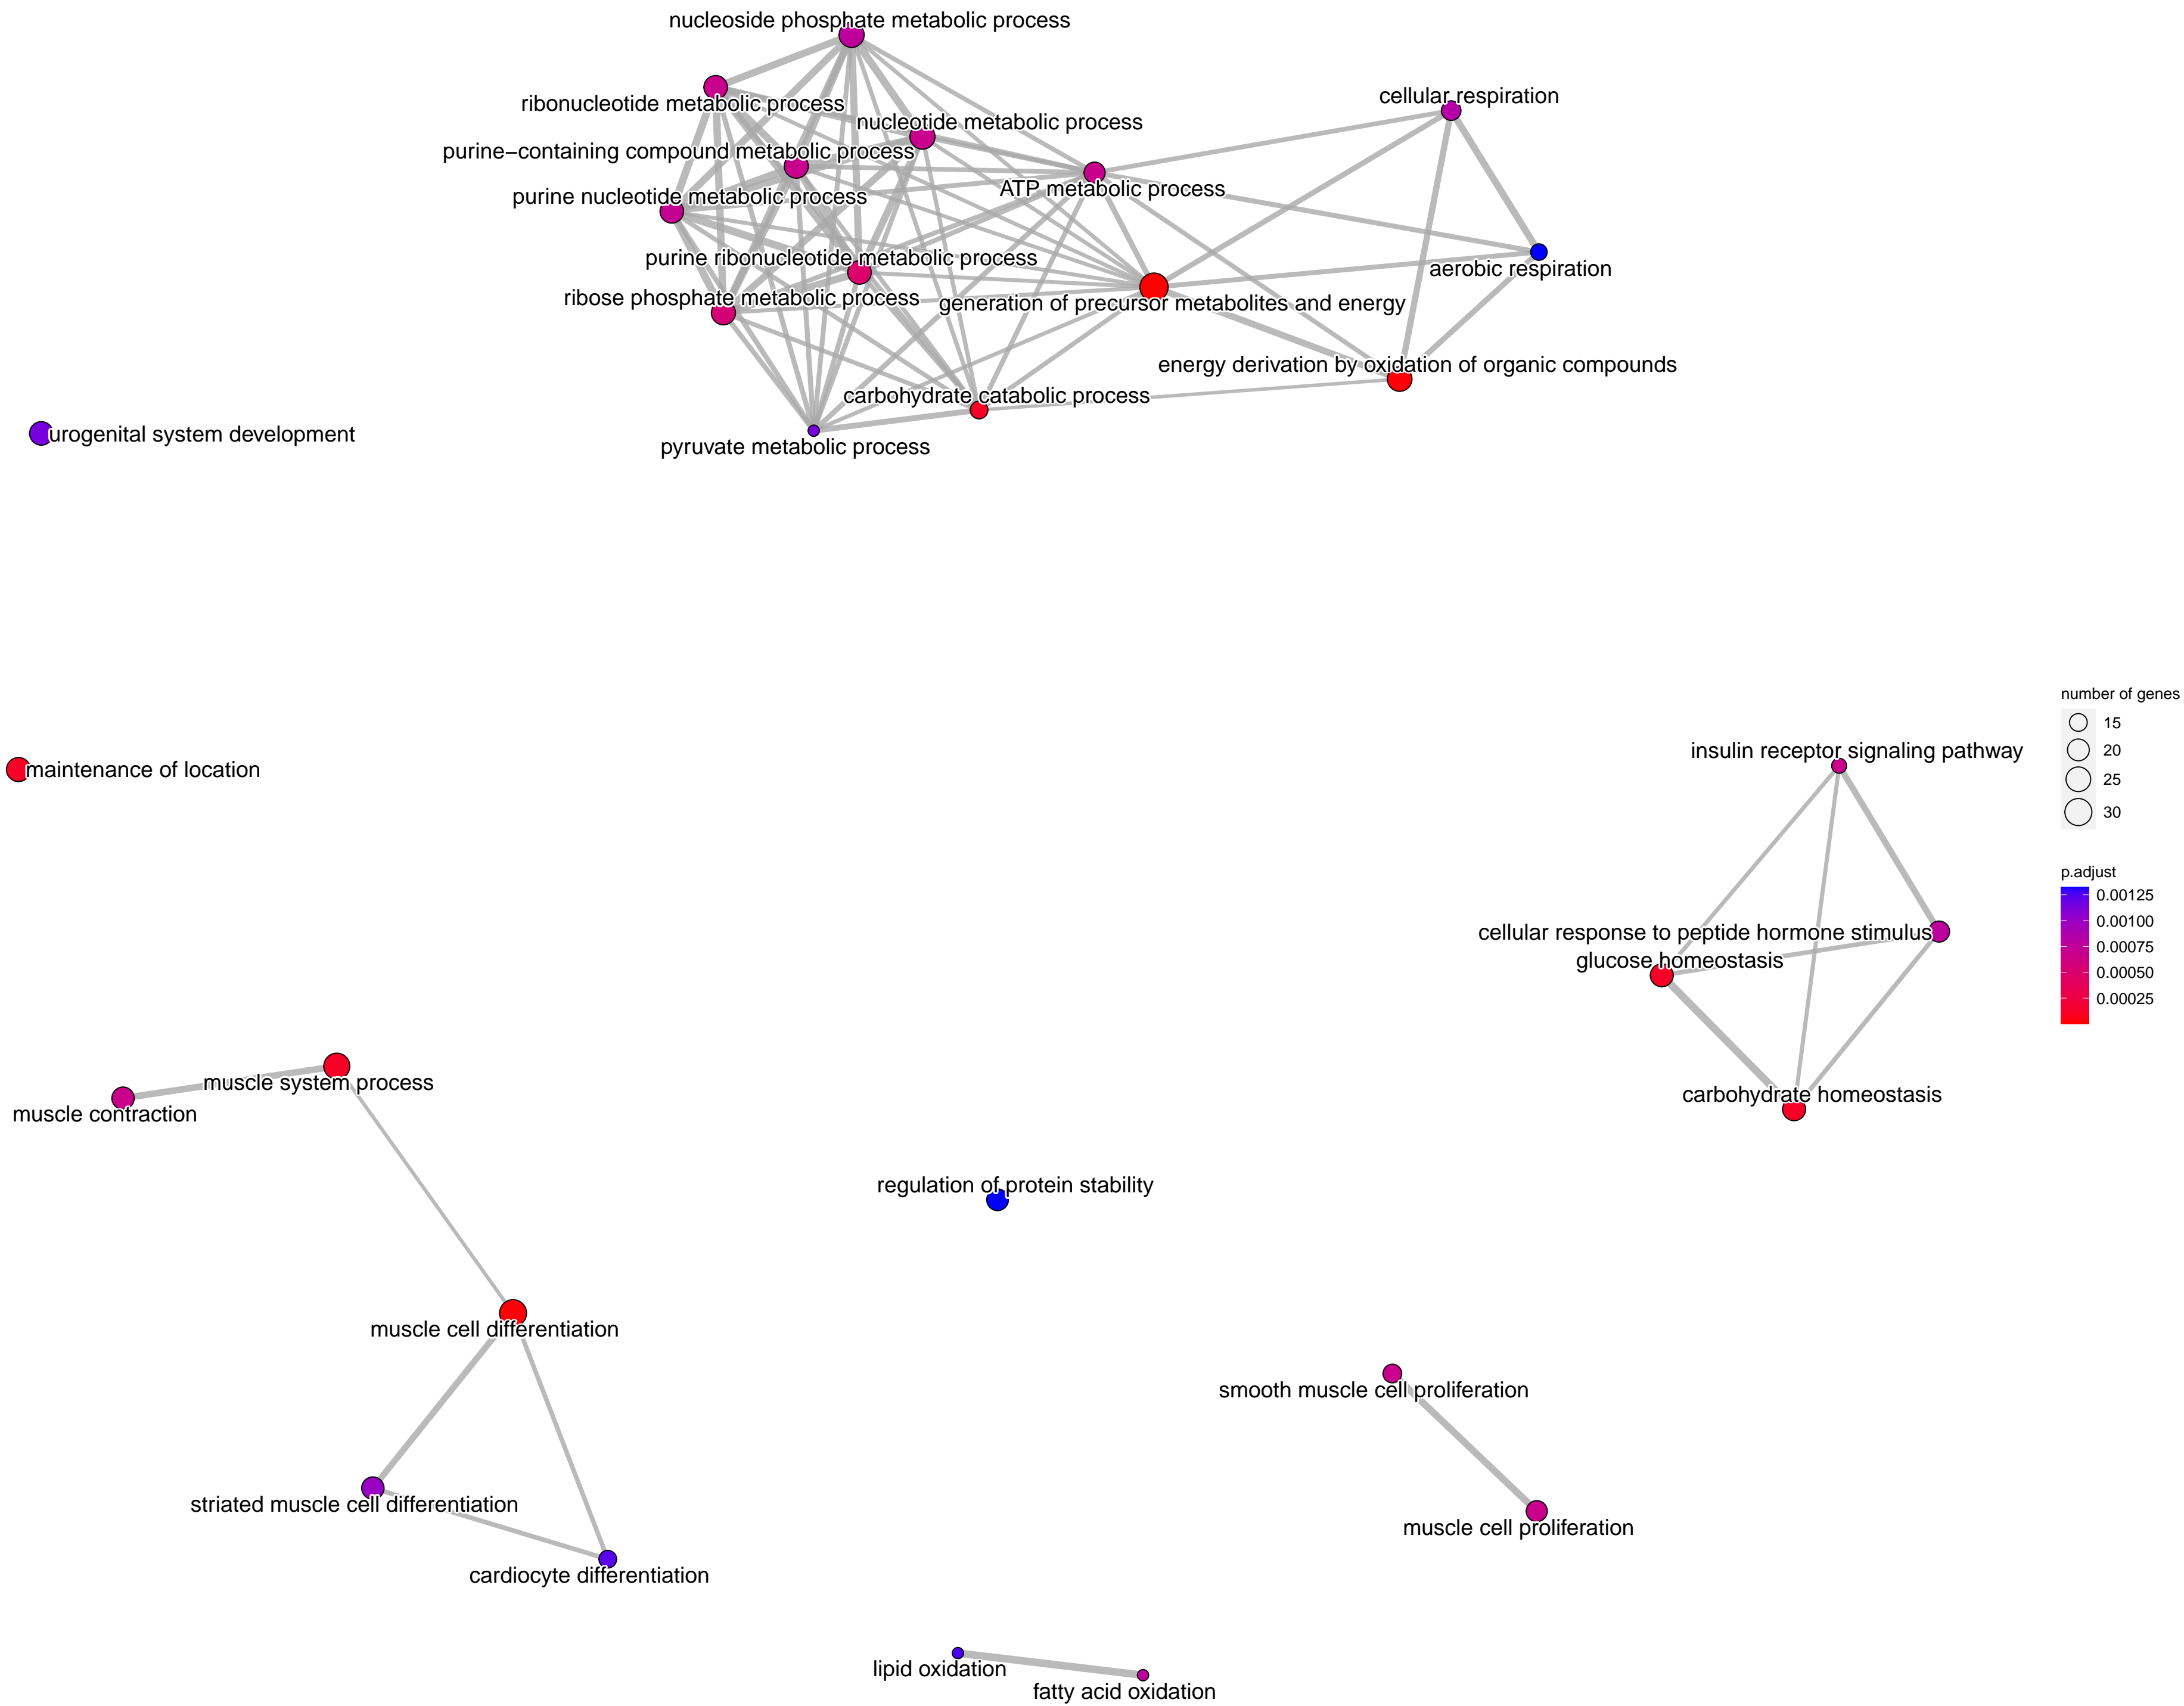 nucleoside phosphate metabolic process
ribonucleotide metabolic process
cellular respiration
nucleotide metabolic process
purine−containing compound metabolic process
ATP metabolic process
purine nucleotide metabolic process
purine ribonucleotide metabolic process
aerobic respiration
ribose phosphate metabolic process
generation of precursor metabolites and energy
energy derivation by oxidation of organic compounds
carbohydrate catabolic process
urogenital system development
pyruvate metabolic process
number of genes
15
20
25
30
insulin receptor signaling pathway
maintenance of location
p.adjust
0.00125
0.00100
0.00075
0.00050
0.00025
cellular response to peptide hormone stimulus
glucose homeostasis
muscle system process
carbohydrate homeostasis
muscle contraction
regulation of protein stability
muscle cell differentiation
smooth muscle cell proliferation
striated muscle cell differentiation
muscle cell proliferation
cardiocyte differentiation
lipid oxidation
fatty acid oxidation